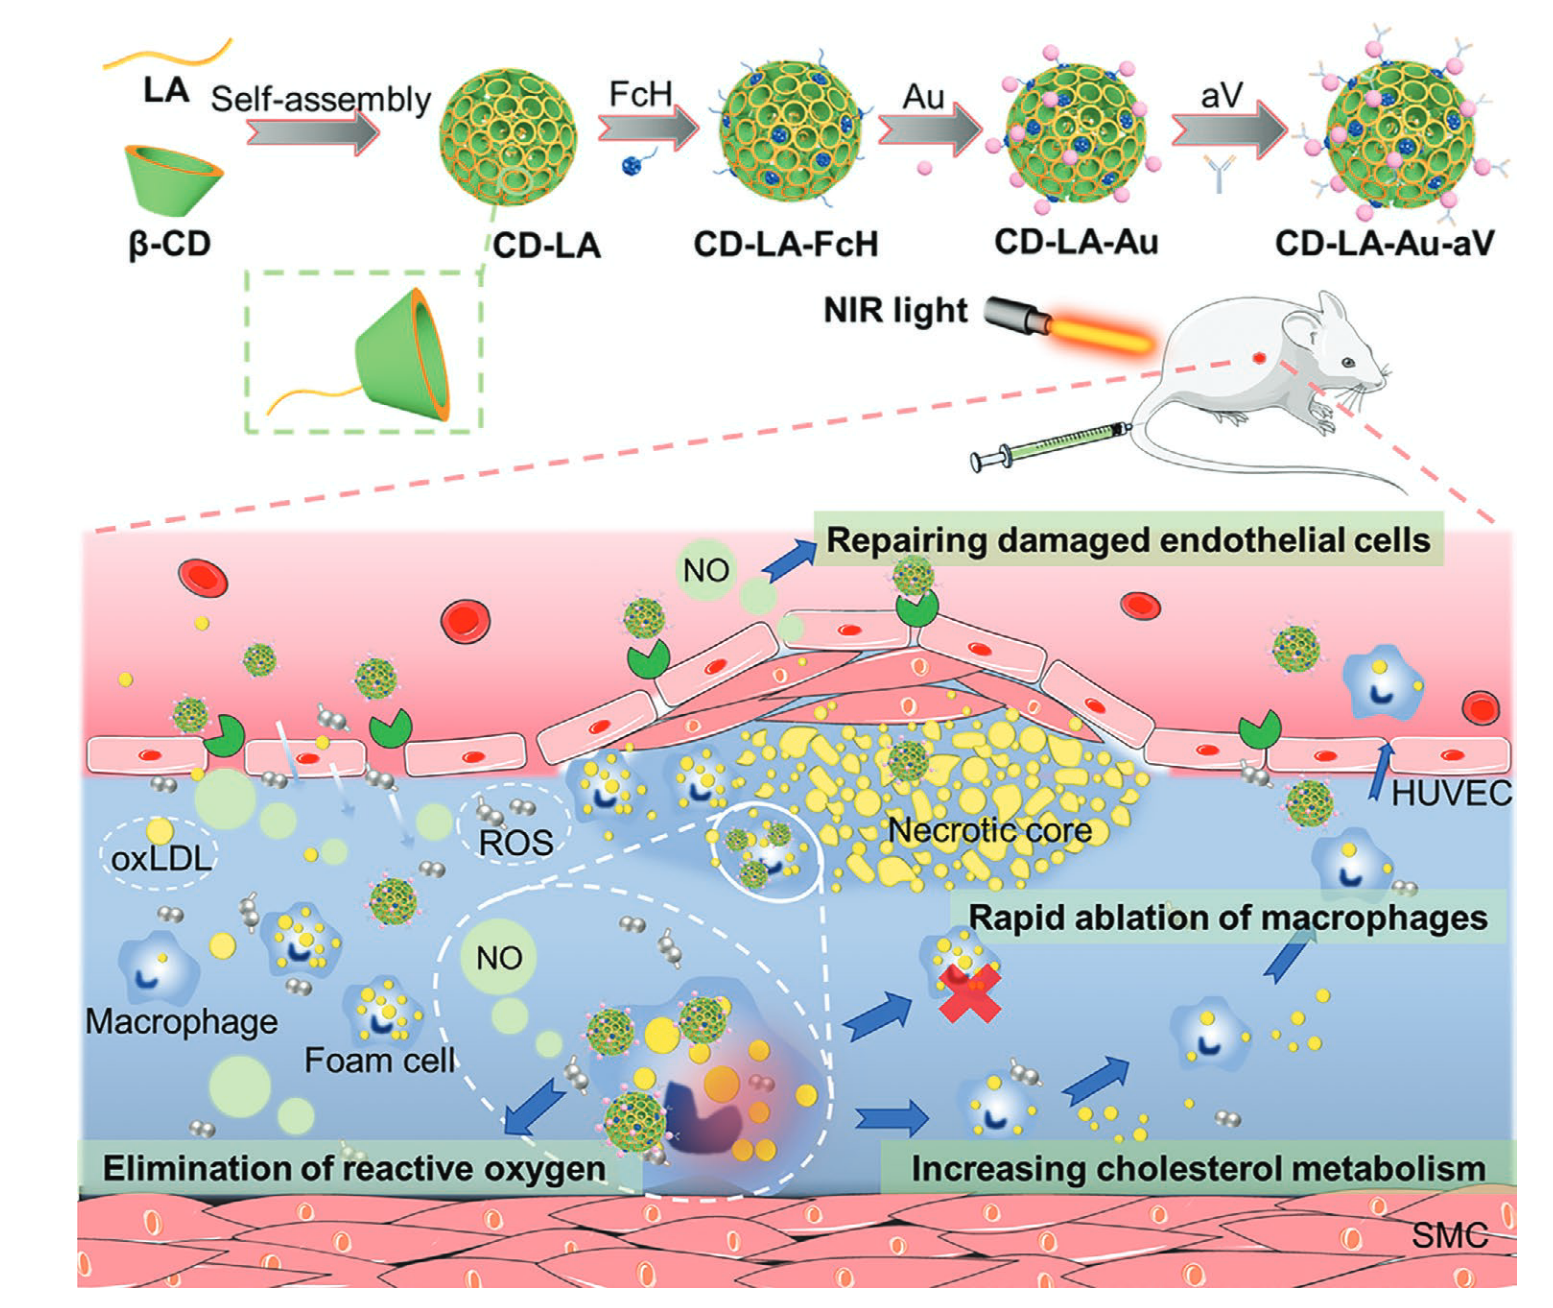 LA
Self-assembly
FcH
Au
aV
β-CD
CD-LA
CD-LA-FcH
CD-LA-Au
CD-LA-Au-aV
NIR light
Repairing damaged endothelial cells
NO
HUVEC
oxLDL
ROS
Necrotic core
Rapid ablation of macrophages
NO
Macrophage
Foam cell
Elimination of reactive oxygen
Increasing cholesterol metabolism
SMC